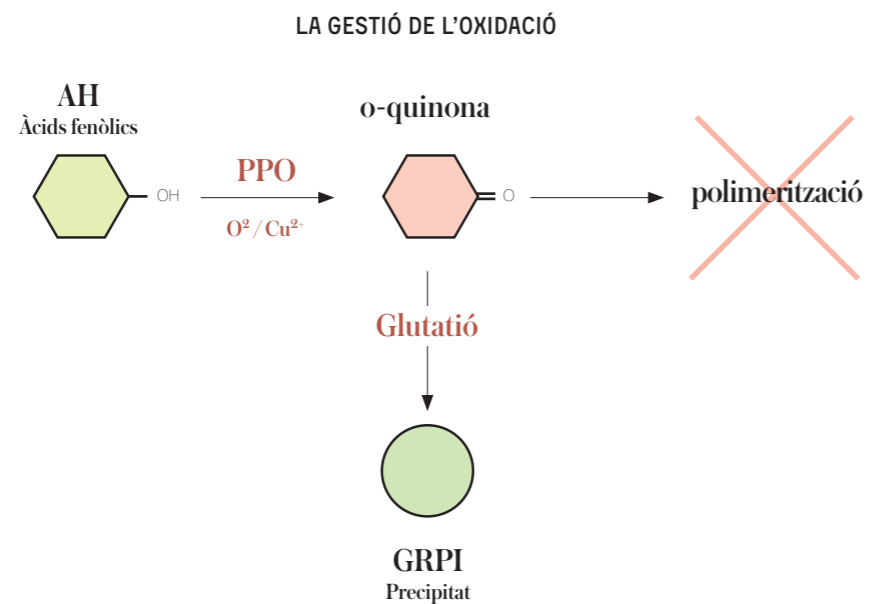 LA GESTIÓ DE L'OXIDACIÓ
AH
Àcids fenòlics
OH
PPO
O² / Cu²⁺
o-quinona
O
polimerització
Glutatió
GRPI
Precipitat